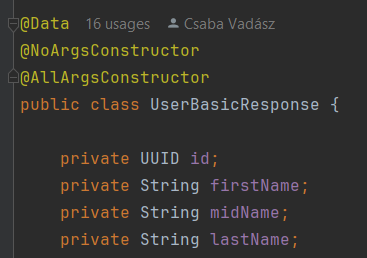 @Data 16 usages Csaba Vadász
@NoArgsConstructor
@AllArgsConstructor
public class UserBasicResponse {
private UUID id;
private String firstName;
private String midName;
private String lastName;